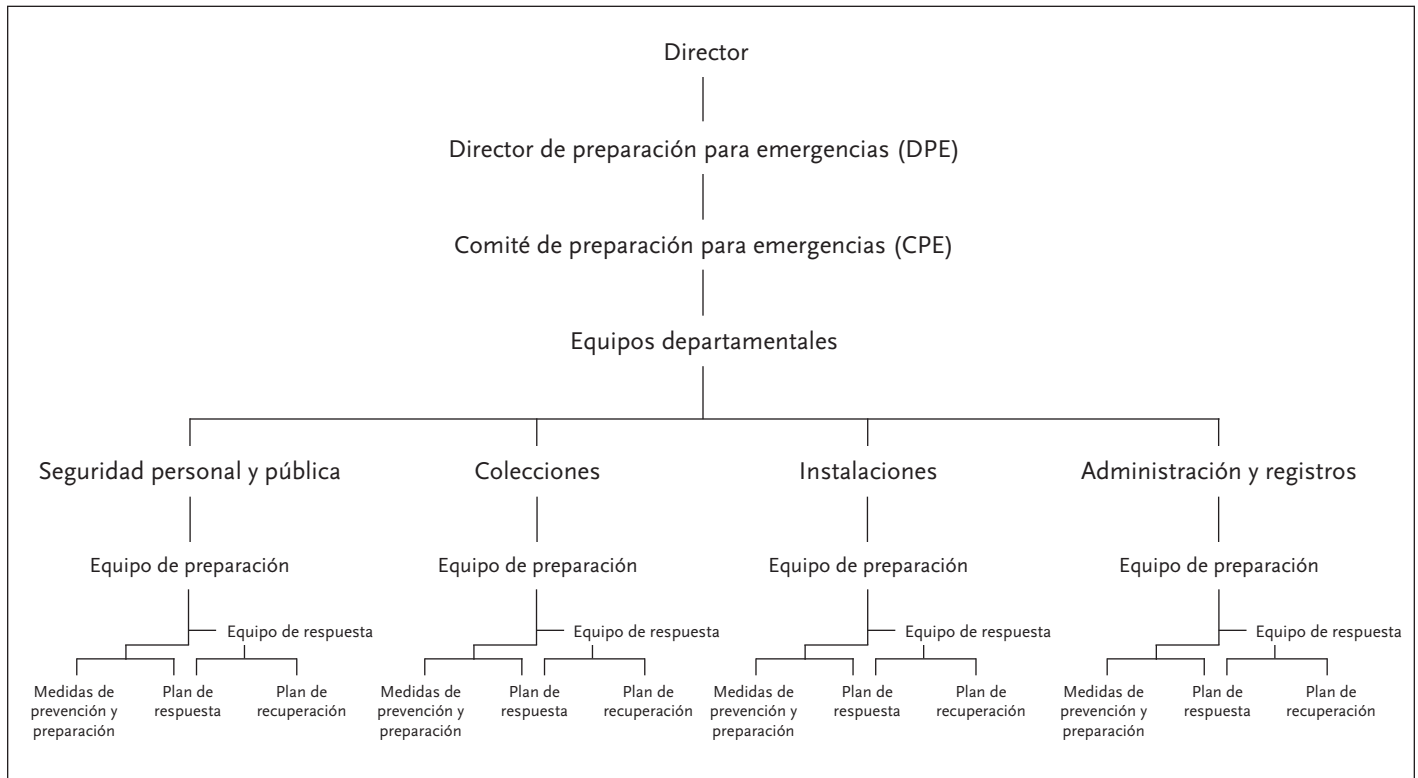 Director
Director de preparación para emergencias (DPE)
Comité de preparación para emergencias (CPE)
Equipos departamentales
Seguridad personal y pública
Colecciones
Instalaciones
Administración y registros
Equipo de preparación
Equipo de preparación
Equipo de preparación
Equipo de preparación
Equipo de respuesta
Equipo de respuesta
Equipo de respuesta
Equipo de respuesta
Medidas de
prevención y
preparación
Plan de
respuesta
Plan de
recuperación
Medidas de
prevención y
preparación
Plan de
respuesta
Plan de
recuperación
Medidas de
prevención y
preparación
Plan de
respuesta
Plan de
recuperación
Medidas de
prevención y
preparación
Plan de
respuesta
Plan de
recuperación